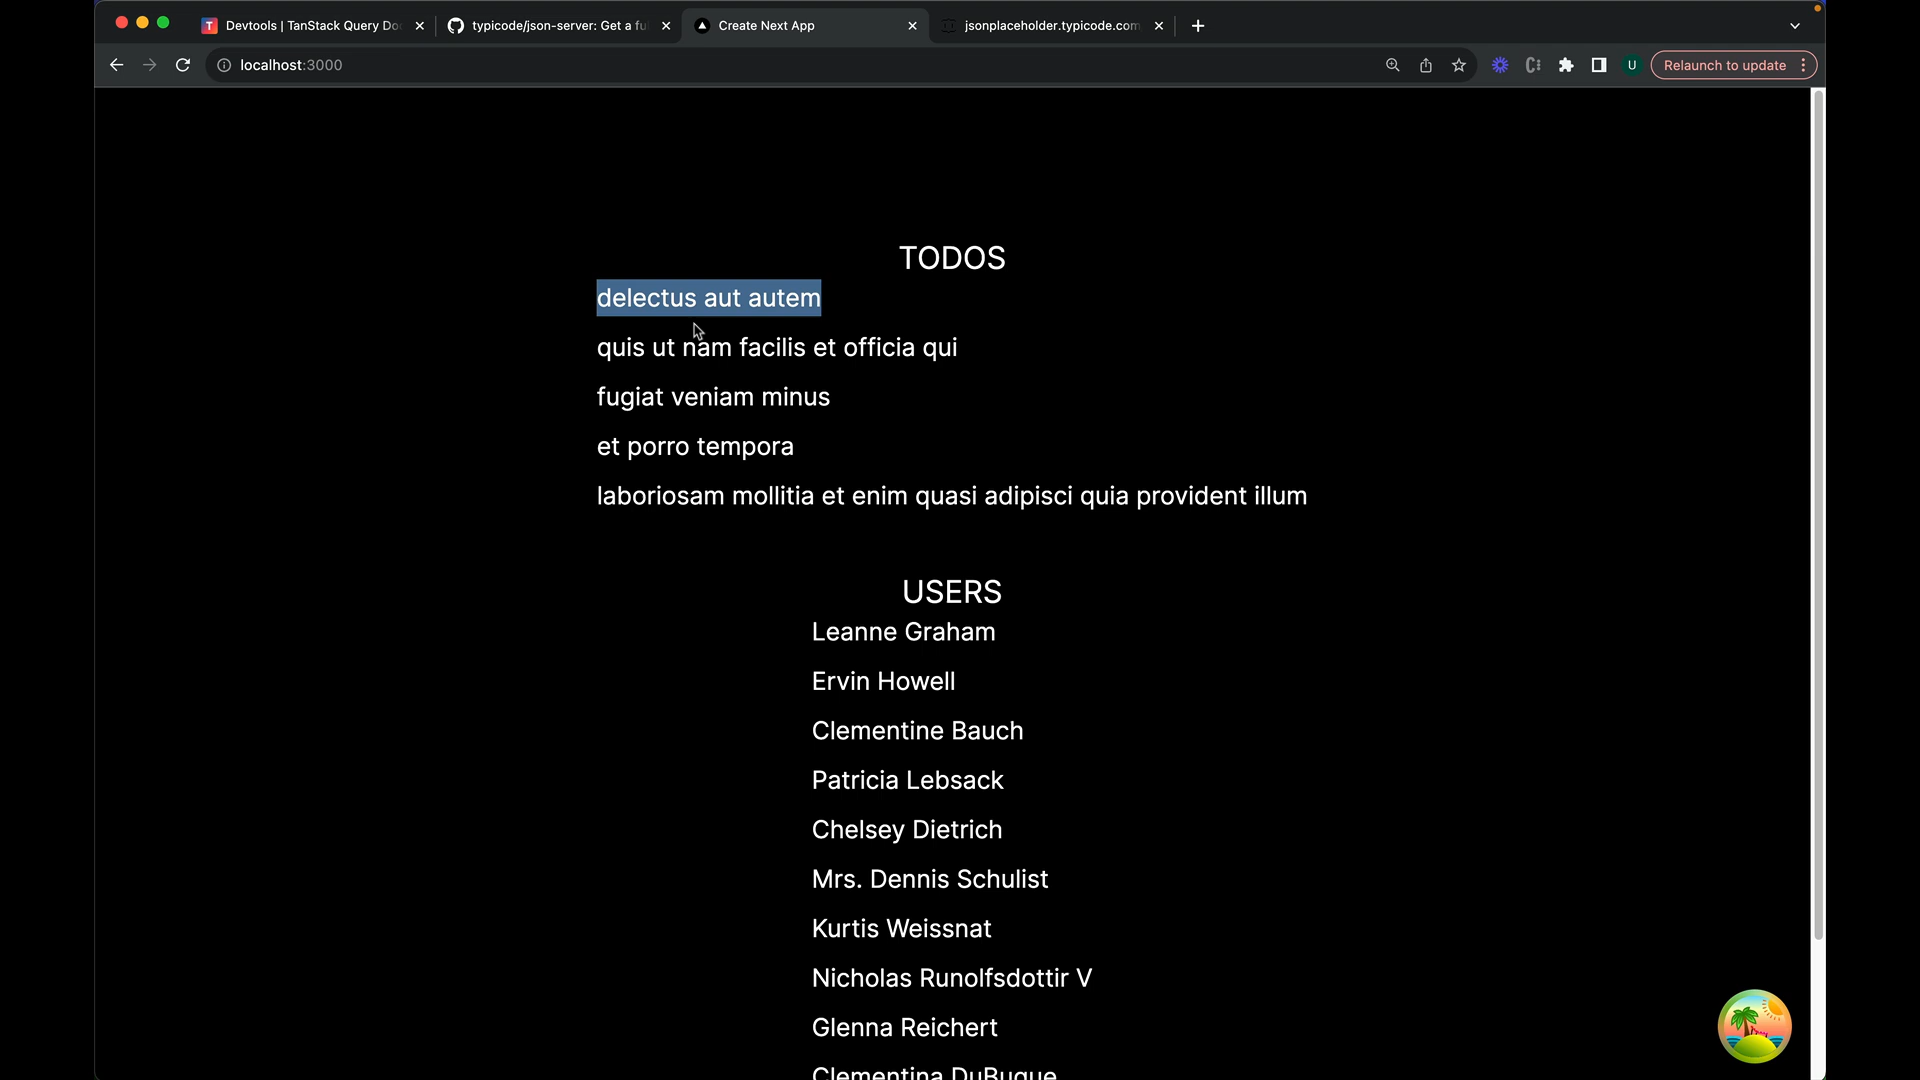 Devtools | TanStack Query Do
typicode/json-server: Get a fu
Create Next App
jsonplaceholder.typicode.com
localhost:3000
U
Relaunch to update
TODOS
delectus aut autem
quis ut nam facilis et officia qui
fugiat veniam minus
et porro tempora
laboriosam mollitia et enim quasi adipisci quia provident illum
USERS
Leanne Graham
Ervin Howell
Clementine Bauch
Patricia Lebsack
Chelsey Dietrich
Mrs. Dennis Schulist
Kurtis Weissnat
Nicholas Runolfsdottir V
Glenna Reichert
Clementina DuBuque